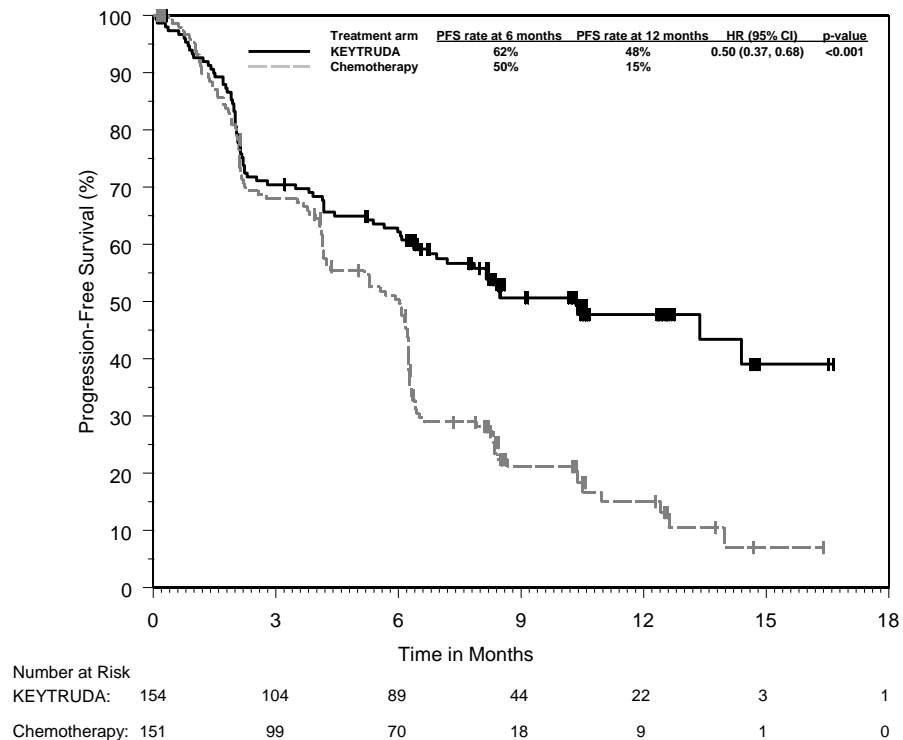 Treatment arm PFS rate at 6 months PFS rate at 12 months HR (95% CI) p-value
KEYTRUDA 62% 48% 0.50 (0.37, 0.68) <0.001
Chemotherapy 50% 15%
Progression-Free Survival (%)
100
90
80
70
60
50
40
30
20
10
0
0 3 6 9 12 15 18
Time in Months
Number at Risk
KEYTRUDA: 154 104 89 44 22 3 1
Chemotherapy: 151 99 70 18 9 1 0